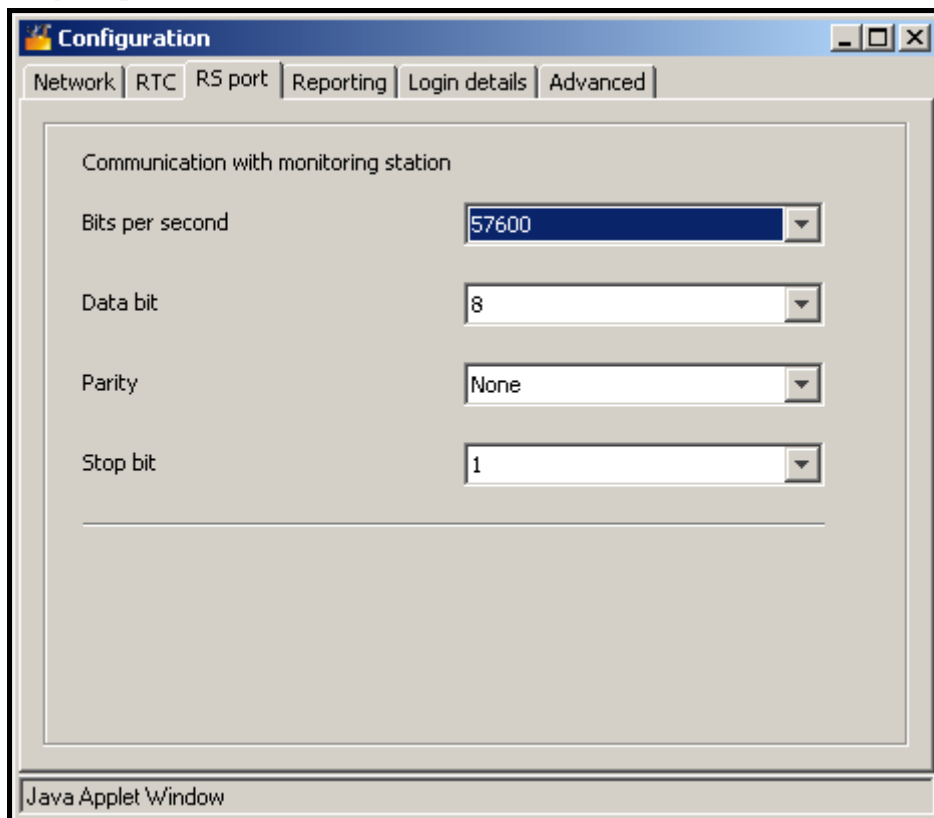 Configuration
Network RTC RS port Reporting Login details Advanced
Communication with monitoring station
Bits per second 57600
Data bit 8
Parity None
Stop bit 1
Java Applet Window